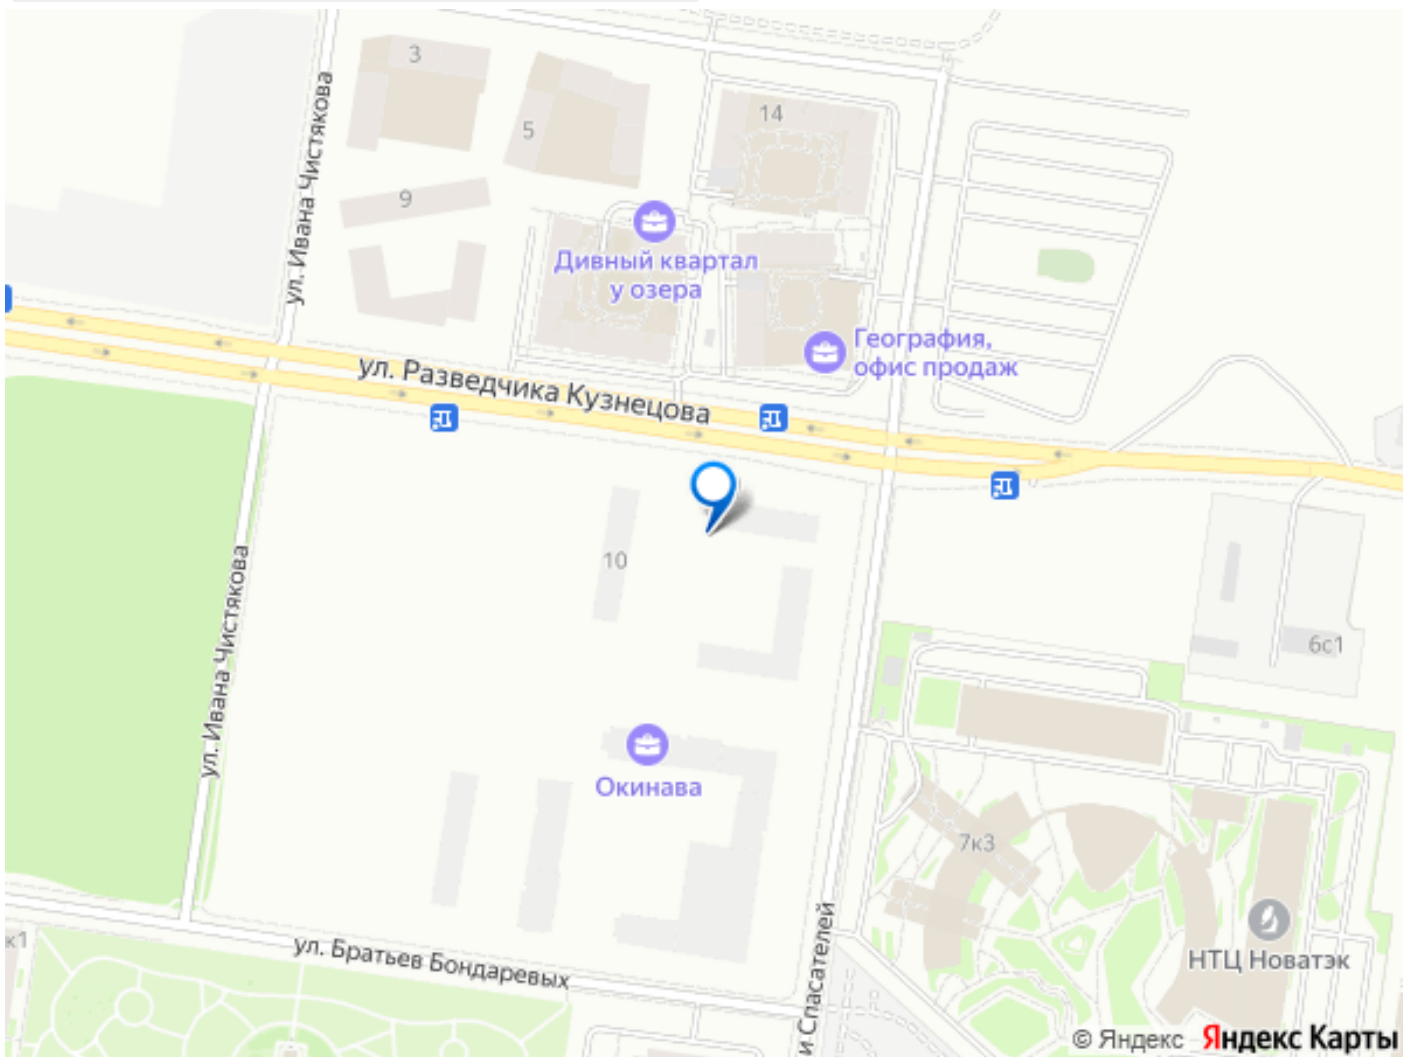 3
5
14
9
ул. Ивана Чистякова
Дивный квартал
у озера
География,
офис продаж
ул. Разведчика Кузнецова
10
6с1
ул. Ивана Чистякова
Окинава
7к3
к1
ул. Братьев Бондаревых
и Спасателей
НТЦ Новатэк
© Яндекс Яндекс Карты